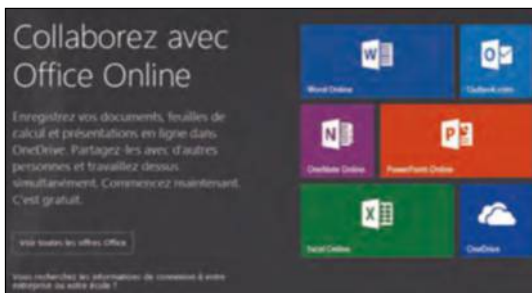 Collaborez avec
Office Online
Enregistrez vos documents, feuilles de
calcul et présentations en ligne dans
OneDrive. Partagez-les avec d'autres
personnes et travaillez dessus
simultanément. Commencez maintenant.
C'est gratuit.
Voir toutes les offres Office
Vous recherchez les informations de connexion à votre
entreprise ou votre école ?
Word Online
Outlook.com
OneNote Online
PowerPoint Online
Excel Online
OneDrive